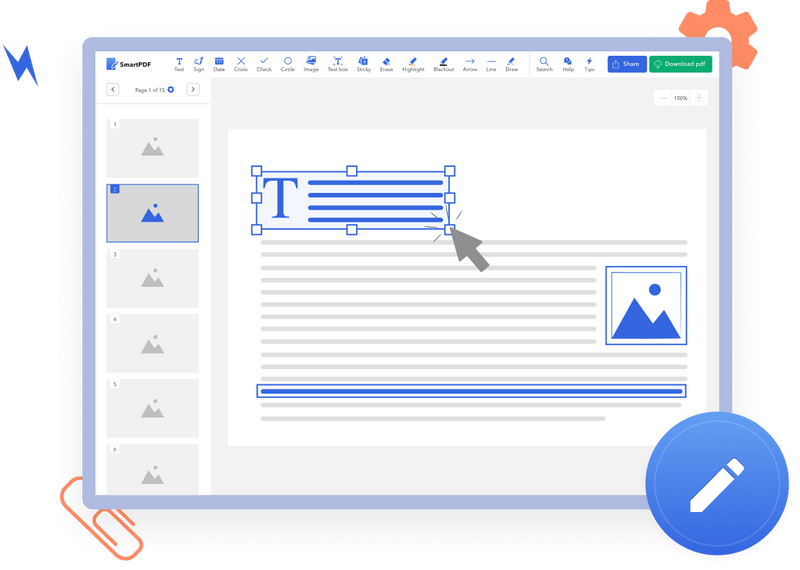 SmartPDF
Text Sign Date Cross Check Circle Image Text box Sticky Erase Highlight Blackout Arrow Line Draw Search Help Tips Share Download pdf
Page 1 of 15
100%
1
2
3
4
5
6
T